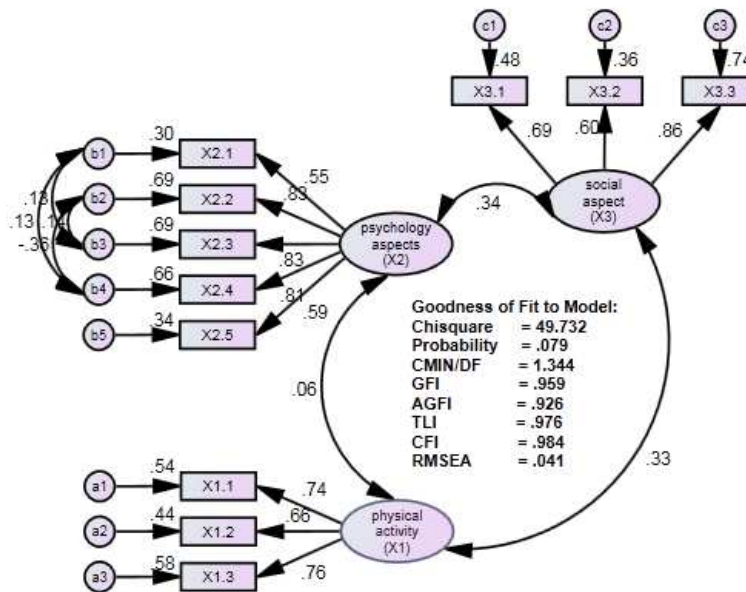 c1
c2
c3
.48
.36
.74
X3.1
X3.2
X3.3
.69
.60
.86
social
aspect
(X3)
.30
b1
X2.1
.55
.69
b2
X2.2
.83
.13
.13
.14
-.36
.69
b3
X2.3
.83
.66
b4
X2.4
.81
.34
b5
X2.5
.59
psychology
aspects
(X2)
.34
Goodness of Fit to Model:
Chisquare = 49.732
Probability = .079
CMIN/DF = 1.344
GFI = .959
AGFI = .926
TLI = .976
CFI = .984
RMSEA = .041
.06
.33
.54
a1
X1.1
.74
.44
a2
X1.2
.66
.58
a3
X1.3
.76
physical
activity
(X1)